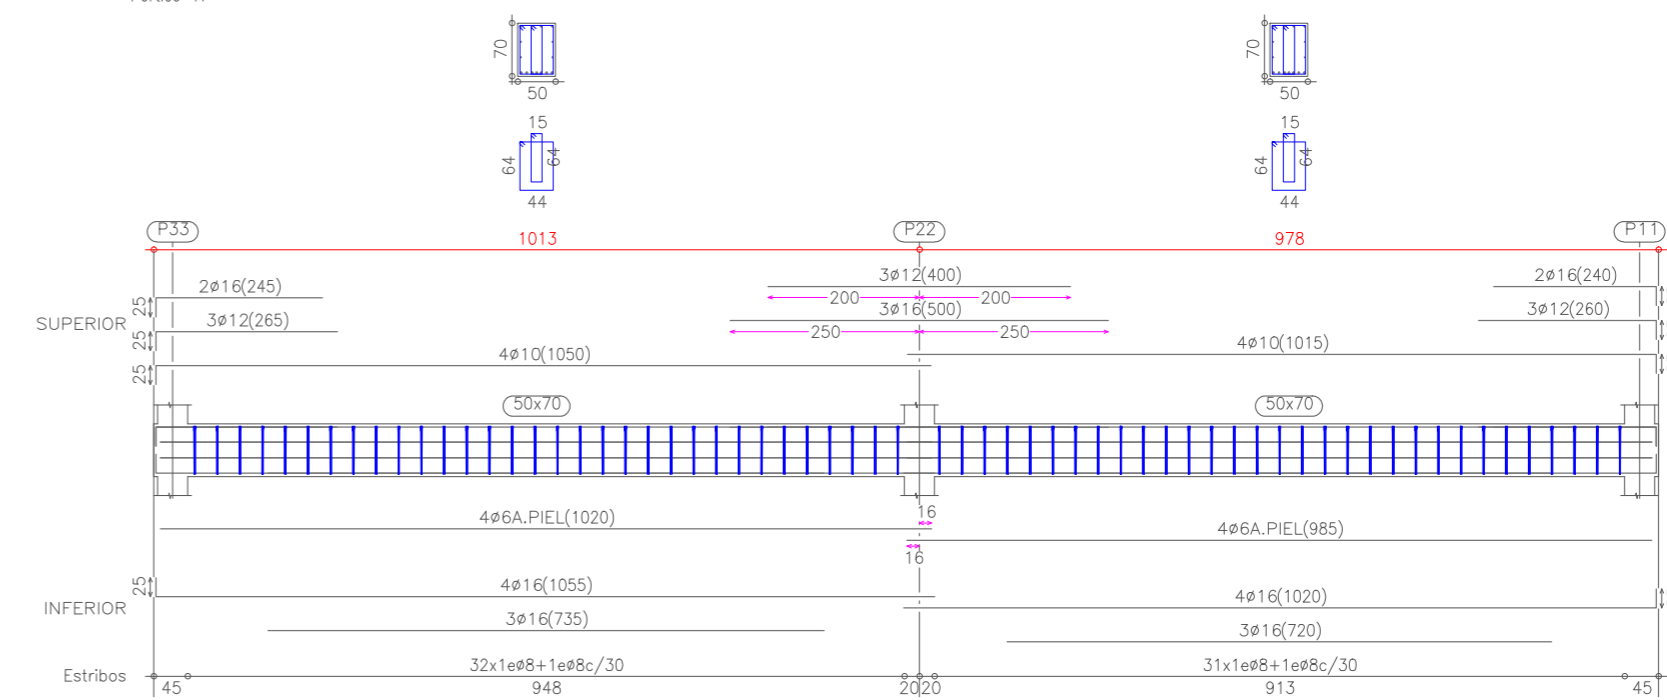 70
70
50
50
15
15
64
64
64
64
44
44
P33
P22
P11
1013
978
3ø12(400)
2ø16(240)
2ø16(245)
200
200
25
3ø16(500)
3ø12(260)
SUPERIOR
3ø12(265)
250
250
25
4ø10(1015)
4ø10(1050)
25
50x70
50x70
16
4ø6A.PIEL(1020)
4ø6A.PIEL(985)
16
25
4ø16(1055)
4ø16(1020)
INFERIOR
3ø16(735)
3ø16(720)
Estribos
32x1eø8+1eø8c/30
31x1eø8+1eø8c/30
45
948
20
20
913
45